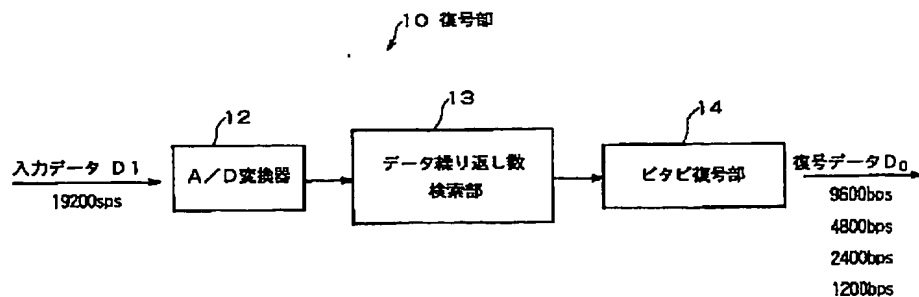 10 復号部
12
13
14
入力データ D1
19200sps
A/D変換器
データ繰り返し数
検索部
ビタビ復号部
復号データD0
9600bps
4800bps
2400bps
1200bps